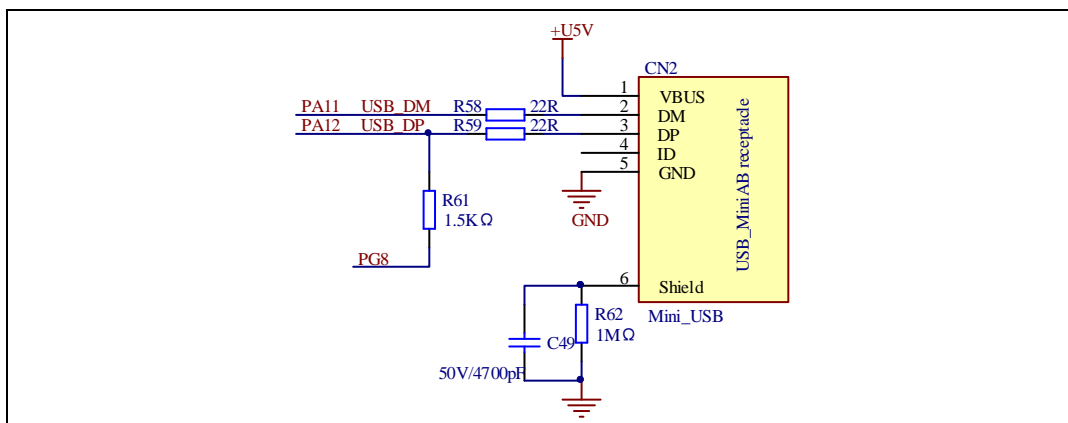 +U5V
CN2
1 VBUS
PA11 USB_DM R58 22R 2 DM
PA12 USB_DP R59 22R 3 DP
4 ID
5 GND
USB_MiniAB receptacle
R61
1.5KΩ
GND
PG8
6 Shield
R62
1MΩ
Mini_USB
C49
50V/4700pF